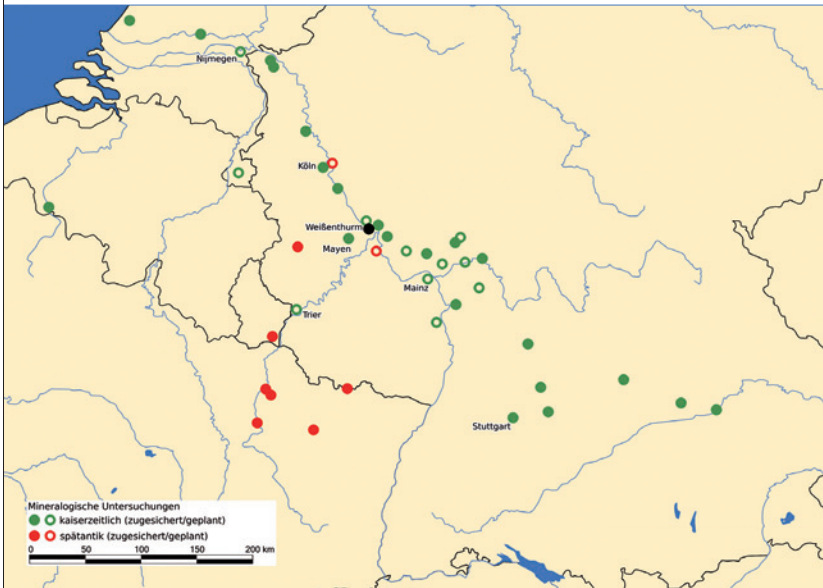 Nijmegen
Köln
Weißenthurm
Mayen
Mainz
Trier
Stuttgart
Mineralogische Untersuchungen
kaiserzeitlich (zugesichert/geplant)
spätantik (zugesichert/geplant)
0 50 100 150 200 km